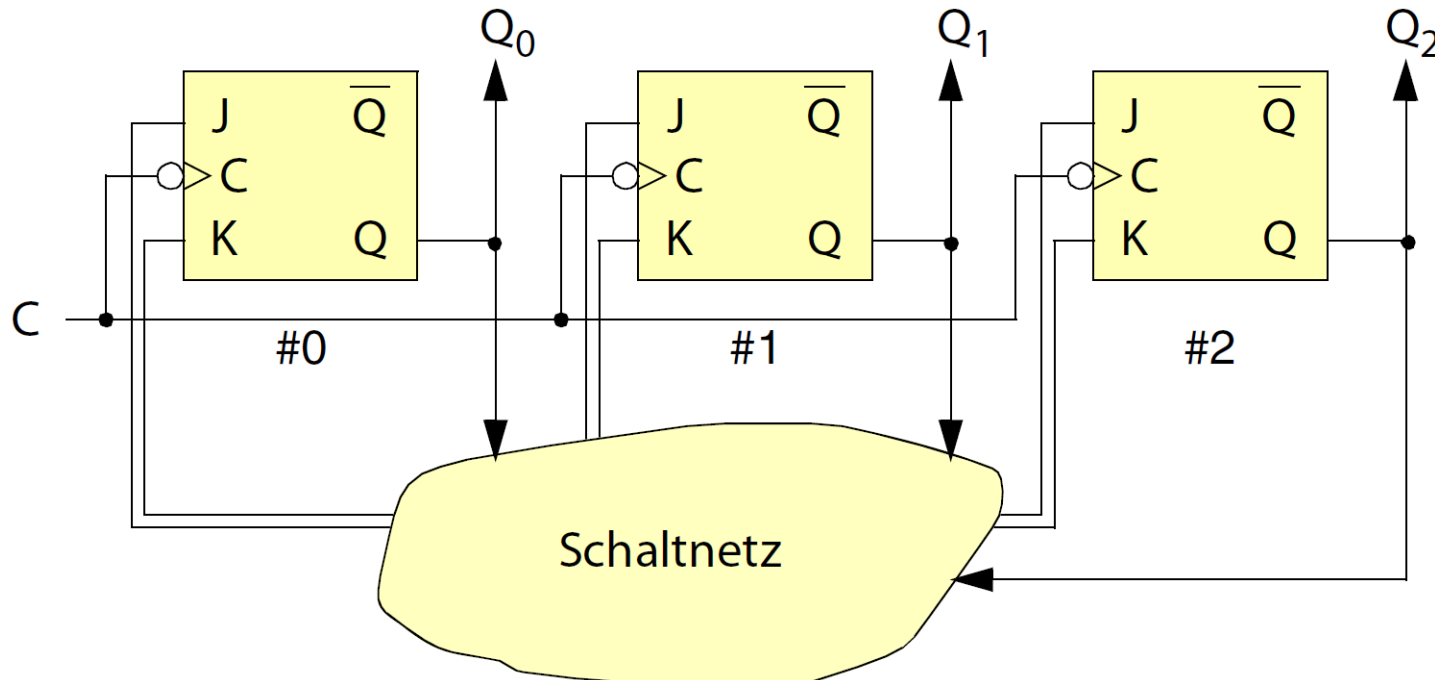 Q0 Q1 Q2
J Q̅ J Q̅ J Q̅
C C C
K Q K Q K Q
C
#0 #1 #2
Schaltnetz